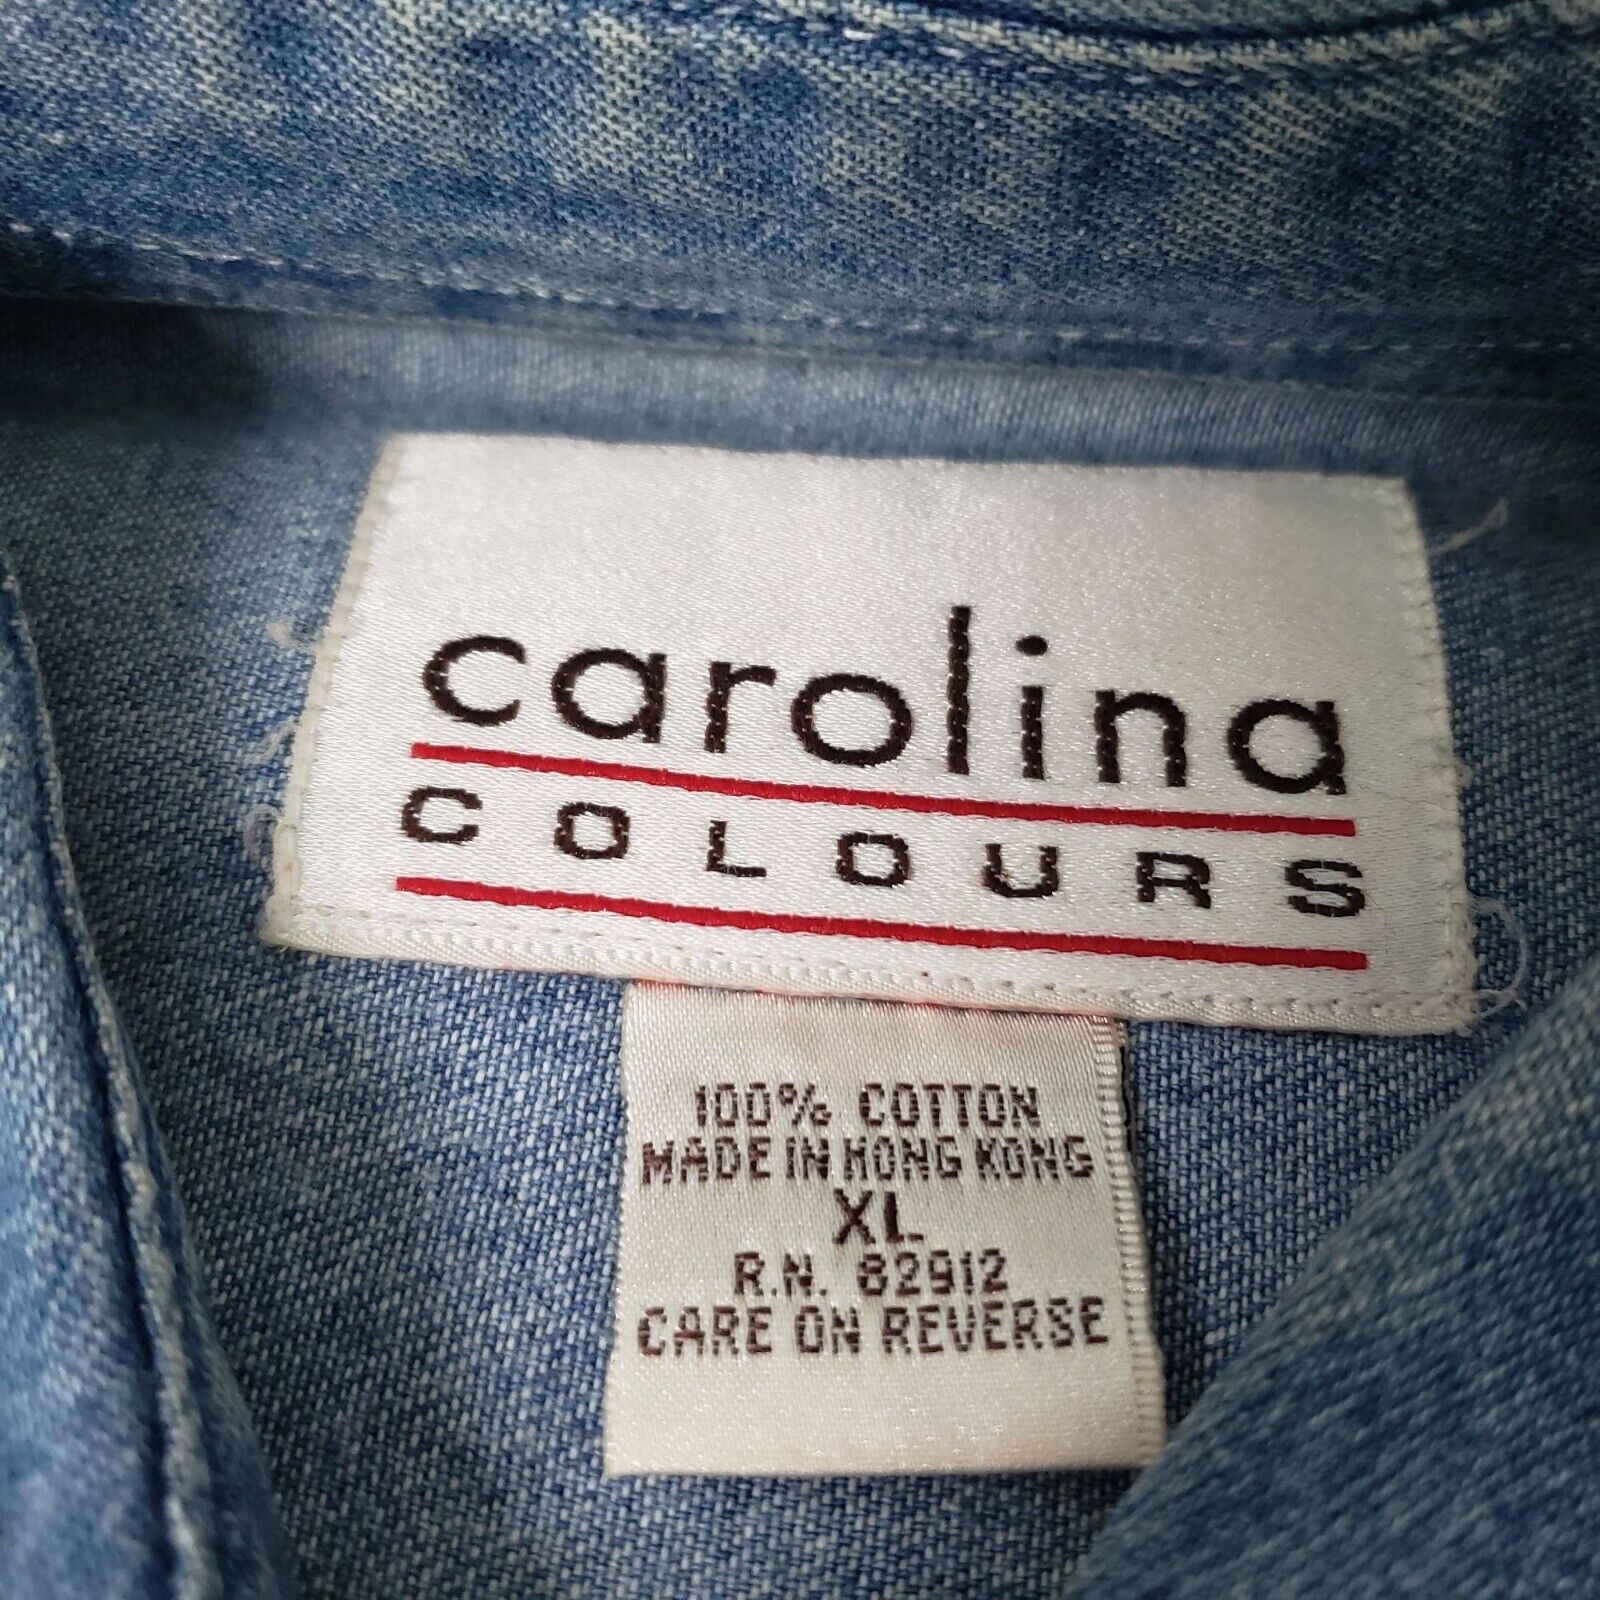 carolina
COLOURS
100% COTTON
MADE IN HONG KONG
XL
R.N. 82912
CARE ON REVERSE